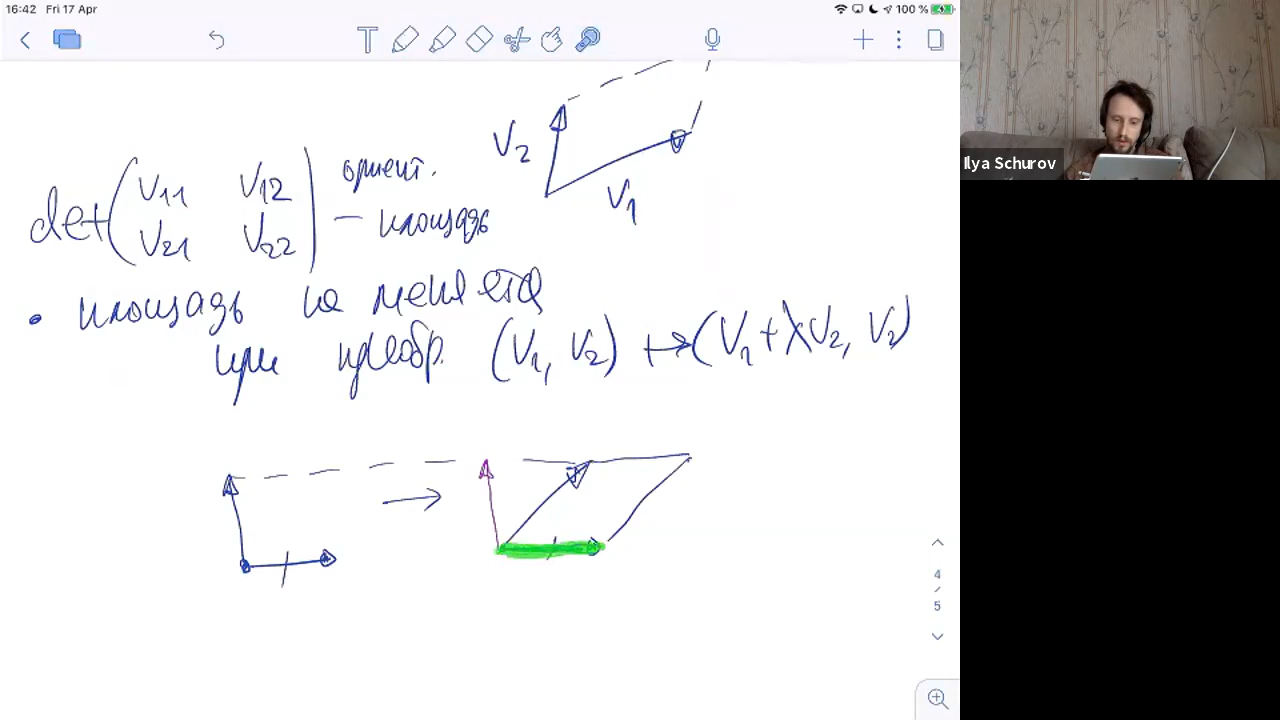 16:42 Fri 17 Apr
100 %
V₂
V₁
det(V₁₁ V₁₂
V₂₁ V₂₂) ориент.
— площадь
• площадь не меняется
при преобр. (V₁, V₂) ↦ (V₁ + λV₂, V₂)
4
/
5
Ilya Schurov